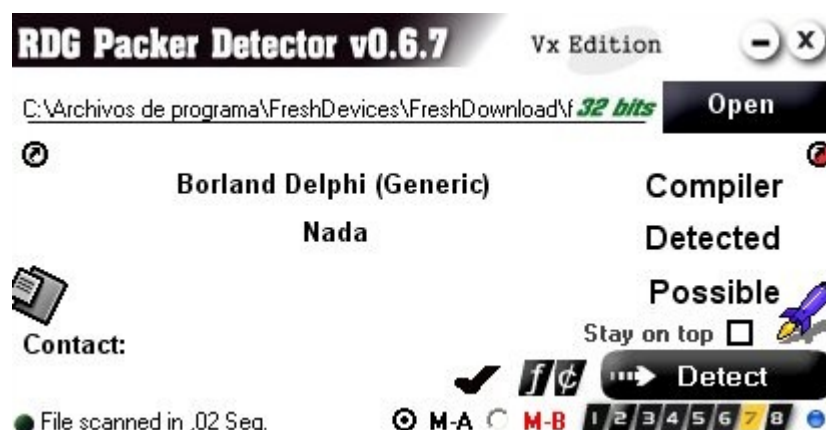 RDG Packer Detector v0.6.7 Vx Edition
C:\Archivos de programa\FreshDevices\FreshDownload\f 32 bits Open
Borland Delphi (Generic) Compiler
Nada Detected
Possible
Stay on top
Contact:
Detect
File scanned in .02 Seg. M-A M-B 1 2 3 4 5 6 7 8